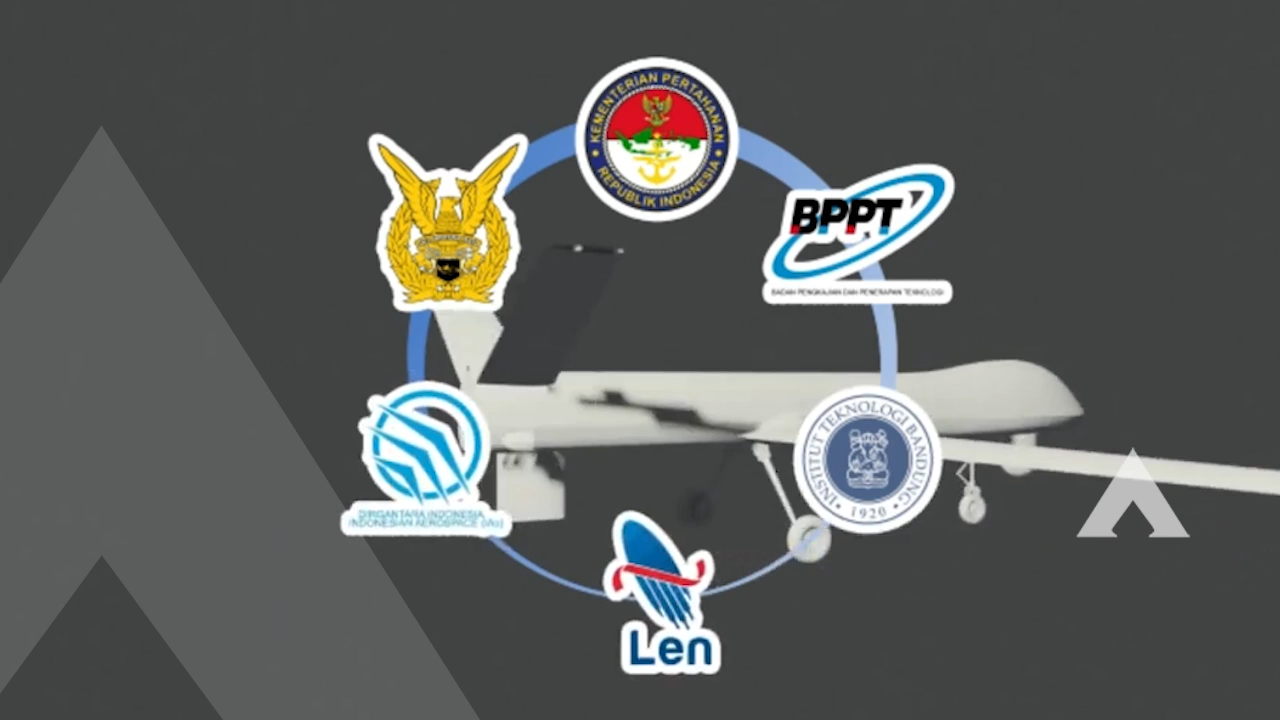 KEMENTERIAN PERTAHANAN
REPUBLIK INDONESIA
BPPT
BADAN PENGKAJIAN DAN PENERAPAN TEKNOLOGI
INSTITUT TEKNOLOGI BANDUNG
1920
DIRGANTARA INDONESIA
INDONESIAN AEROSPACE
Len